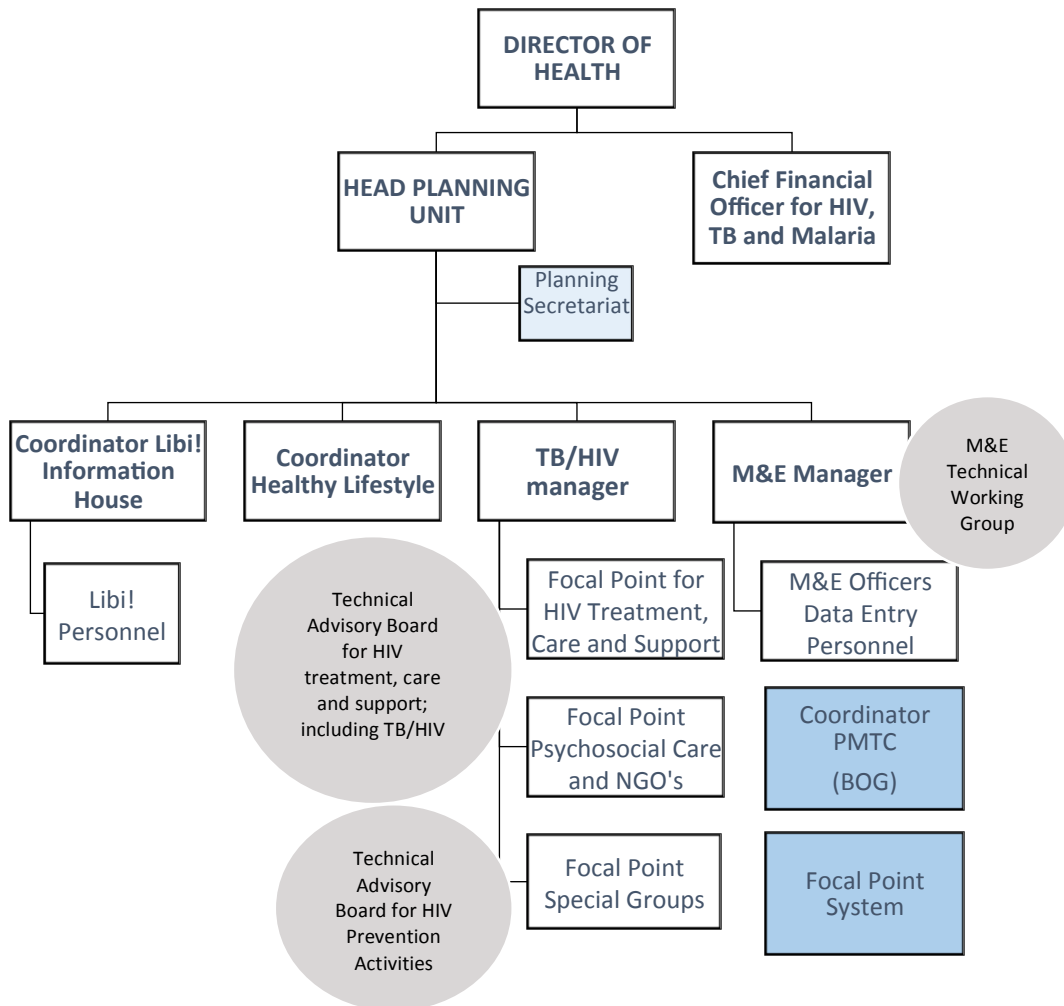 DIRECTOR OF
HEALTH
HEAD PLANNING
UNIT
Chief Financial
Officer for HIV,
TB and Malaria
Planning
Secretariat
Coordinator Libi!
Information
House
Coordinator
Healthy Lifestyle
TB/HIV
manager
M&E Manager
M&E
Technical
Working
Group
Libi!
Personnel
Technical
Advisory Board
for HIV
treatment, care
and support;
including TB/HIV
Focal Point for
HIV Treatment,
Care and Support
M&E Officers
Data Entry
Personnel
Focal Point
Psychosocial Care
and NGO's
Coordinator
PMTC
(BOG)
Technical
Advisory
Board for HIV
Prevention
Activities
Focal Point
Special Groups
Focal Point
System